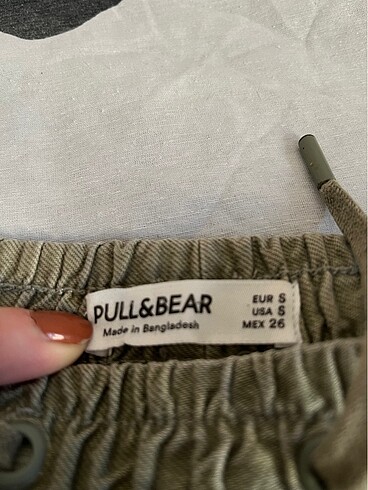 PULL&BEAR
Made in Bangladesh
EUR S
USA S
MEX 26